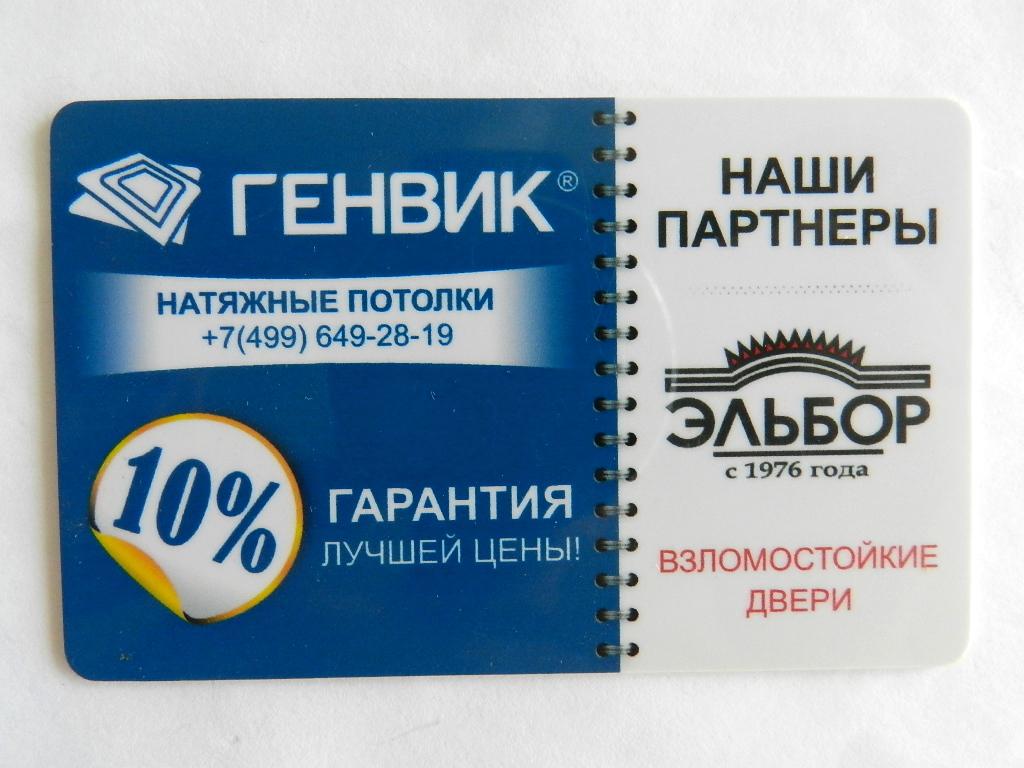 ГЕНВИК®
НАТЯЖНЫЕ ПОТОЛКИ
+7(499) 649-28-19
10%
ГАРАНТИЯ
ЛУЧШЕЙ ЦЕНЫ!
НАШИ
ПАРТНЕРЫ
ЭЛЬБОР
с 1976 года
ВЗЛОМОСТОЙКИЕ
ДВЕРИ